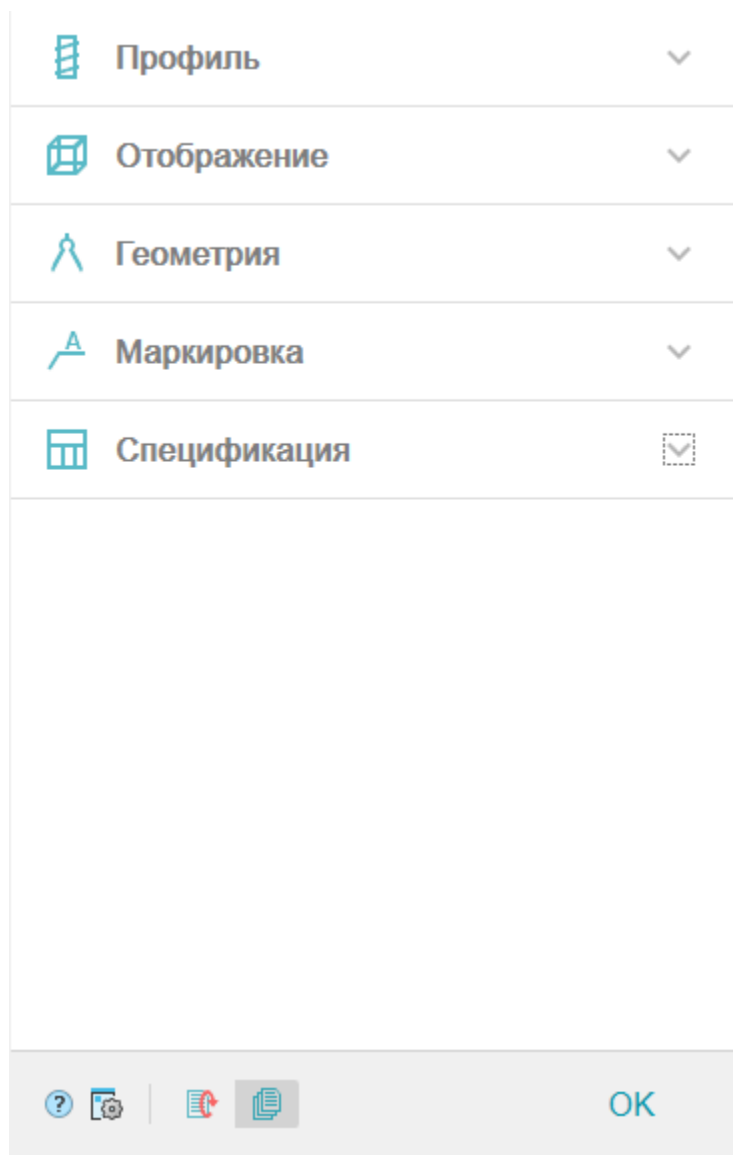 Профиль
Отображение
Геометрия
A
Маркировка
Спецификация
?
OK